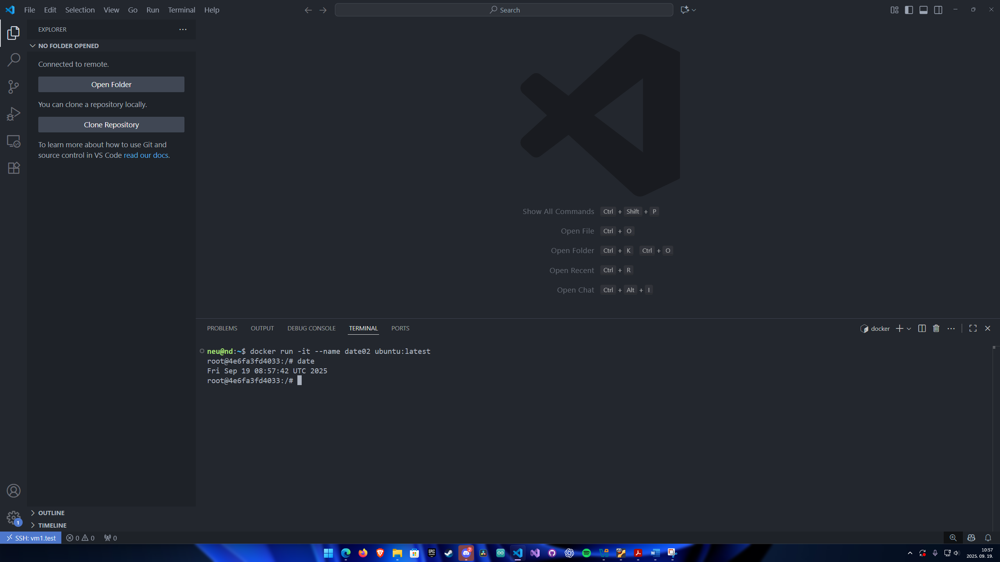 File Edit Selection View Go Run Terminal Help
Search
EXPLORER
NO FOLDER OPENED
Connected to remote.
Open Folder
You can clone a repository locally.
Clone Repository
To learn more about how to use Git and
source control in VS Code read our docs.
Show All Commands Ctrl + Shift + P
Open File Ctrl + O
Open Folder Ctrl + K Ctrl + O
Open Recent Ctrl + R
Open Chat Ctrl + Alt + I
PROBLEMS OUTPUT DEBUG CONSOLE TERMINAL PORTS
docker
neu@nd:~$ docker run -it --name date02 ubuntu:latest
root@4e6fa3fd4033:/# date
Fri Sep 19 08:57:42 UTC 2025
root@4e6fa3fd4033:/#
1
OUTLINE
TIMELINE
SSH: vm1.test 0 0 0
EPIC GAMES
2
10:57
2025. 09. 19.